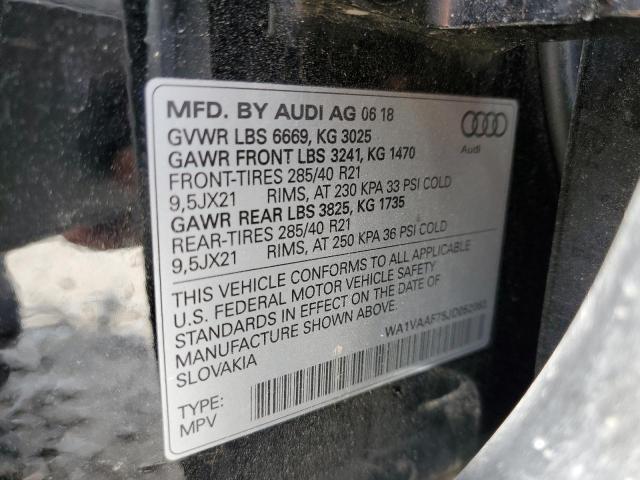 MFD. BY AUDI AG 06 18
GVWR LBS 6669, KG 3025
GAWR FRONT LBS 3241, KG 1470
FRONT-TIRES 285/40 R21
9,5JX21 RIMS, AT 230 KPA 33 PSI COLD
GAWR REAR LBS 3825, KG 1735
REAR-TIRES 285/40 R21
9,5JX21 RIMS, AT 250 KPA 36 PSI COLD
Audi
THIS VEHICLE CONFORMS TO ALL APPLICABLE
U.S. FEDERAL MOTOR VEHICLE SAFETY
STANDARDS IN EFFECT ON THE DATE OF
MANUFACTURE SHOWN ABOVE.
SLOVAKIA
TYPE:
MPV